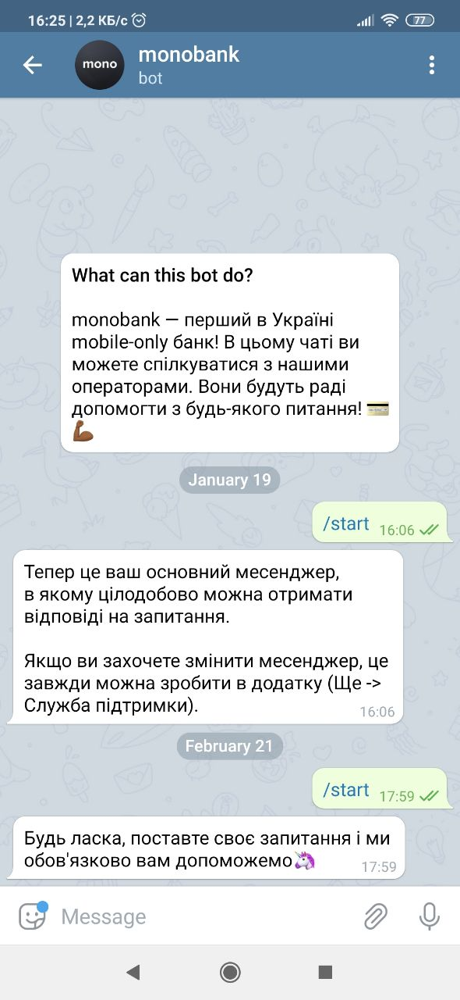 16:25 | 2,2 КБ/с
77
mono
monobank
bot
What can this bot do?
monobank — перший в Україні
mobile-only банк! В цьому чаті ви
можете спілкуватися з нашими
операторами. Вони будуть раді
допомогти з будь-якого питання! 💳
💪🏾
January 19
/start 16:06
Тепер це ваш основний месенджер,
в якому цілодобово можна отримати
відповіді на запитання.
Якщо ви захочете змінити месенджер, це
завжди можна зробити в додатку (Ще ->
Служба підтримки).
16:06
February 21
/start 17:59
Будь ласка, поставте своє запитання і ми
обов'язково вам допоможемо🦄
17:59
Message